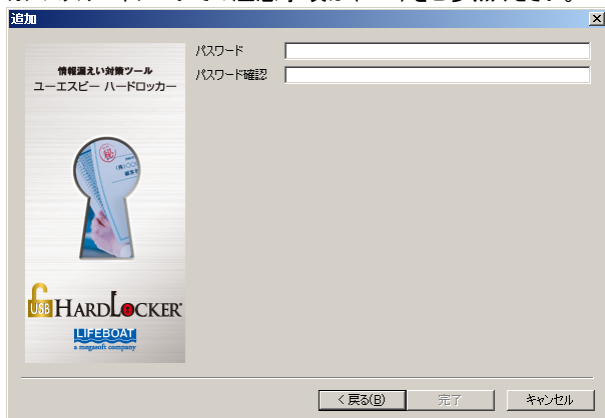 追加
情報漏えい対策ツール
ユーエスビー ハードロッカー
パスワード
パスワード確認
㊙
USB HARDLOCKER
LIFEBOAT
a megasoft company
< 戻る(B)
完了
キャンセル